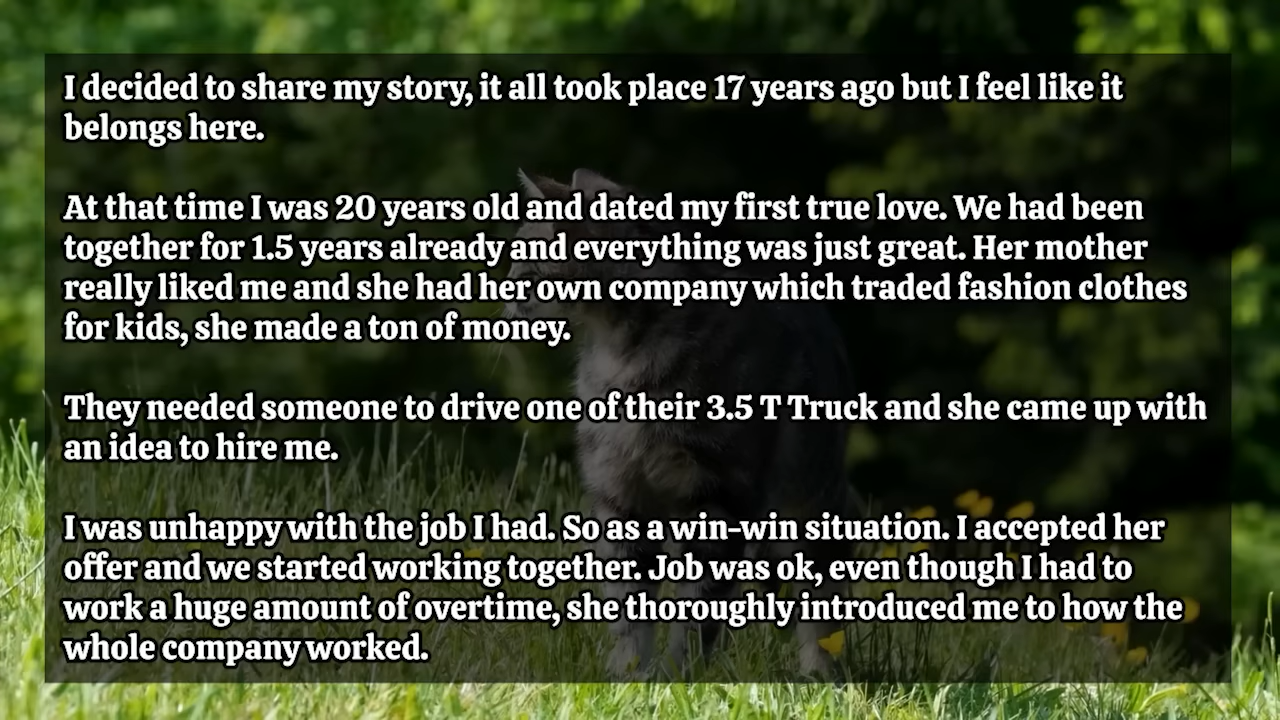 I decided to share my story, it all took place 17 years ago but I feel like it
belongs here.
At that time I was 20 years old and dated my first true love. We had been
together for 1.5 years already and everything was just great. Her mother
really liked me and she had her own company which traded fashion clothes
for kids, she made a ton of money.
They needed someone to drive one of their 3.5 T Truck and she came up with
an idea to hire me.
I was unhappy with the job I had. So as a win-win situation. I accepted her
offer and we started working together. Job was ok, even though I had to
work a huge amount of overtime, she thoroughly introduced me to how the
whole company worked.